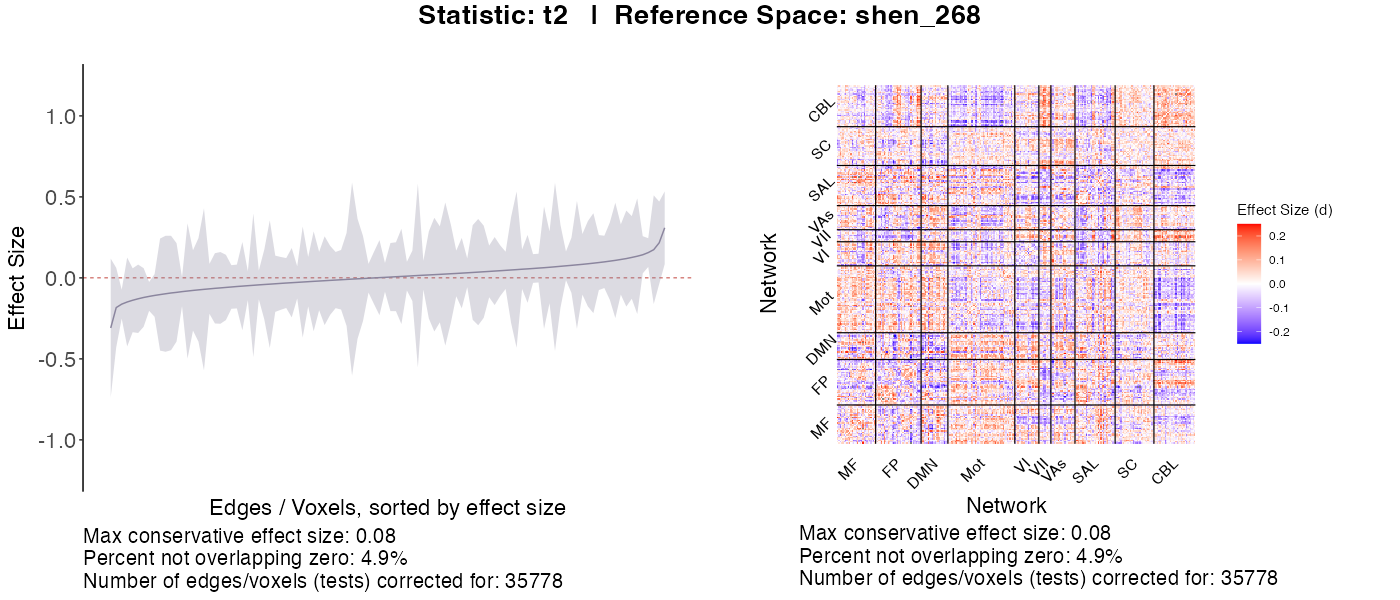 Statistic: t2 | Reference Space: shen_268
Effect Size
1.0
0.5
0.0
-0.5
-1.0
Edges / Voxels, sorted by effect size
Max conservative effect size: 0.08
Percent not overlapping zero: 4.9%
Number of edges/voxels (tests) corrected for: 35778
Network
CBL
SC
SAL
VAs
VII
VI
Mot
DMN
FP
MF
MF
FP
DMN
Mot
VI
VII
VAs
SAL
SC
CBL
Network
Effect Size (d)
0.2
0.1
0.0
-0.1
-0.2
Max conservative effect size: 0.08
Percent not overlapping zero: 4.9%
Number of edges/voxels (tests) corrected for: 35778